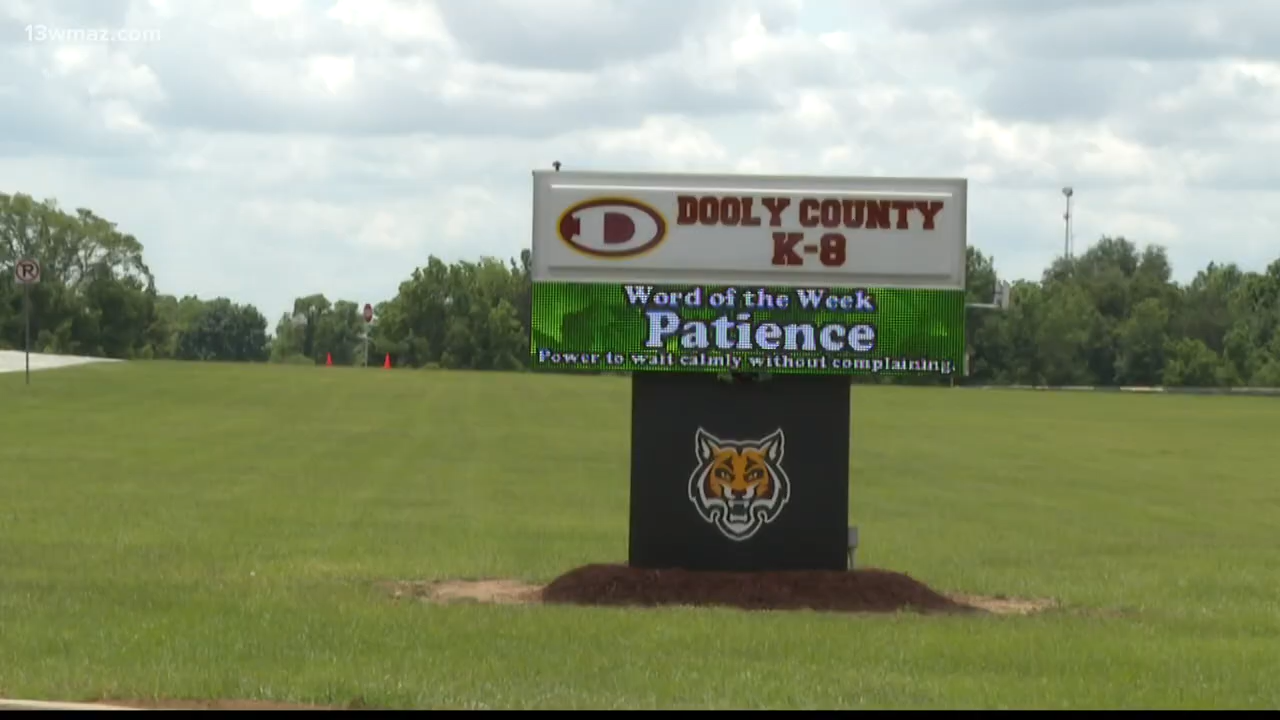 13wmaz.com
D
DOOLY COUNTY
K-8
Word of the Week
Patience
Power to wait calmly without complaining.
R